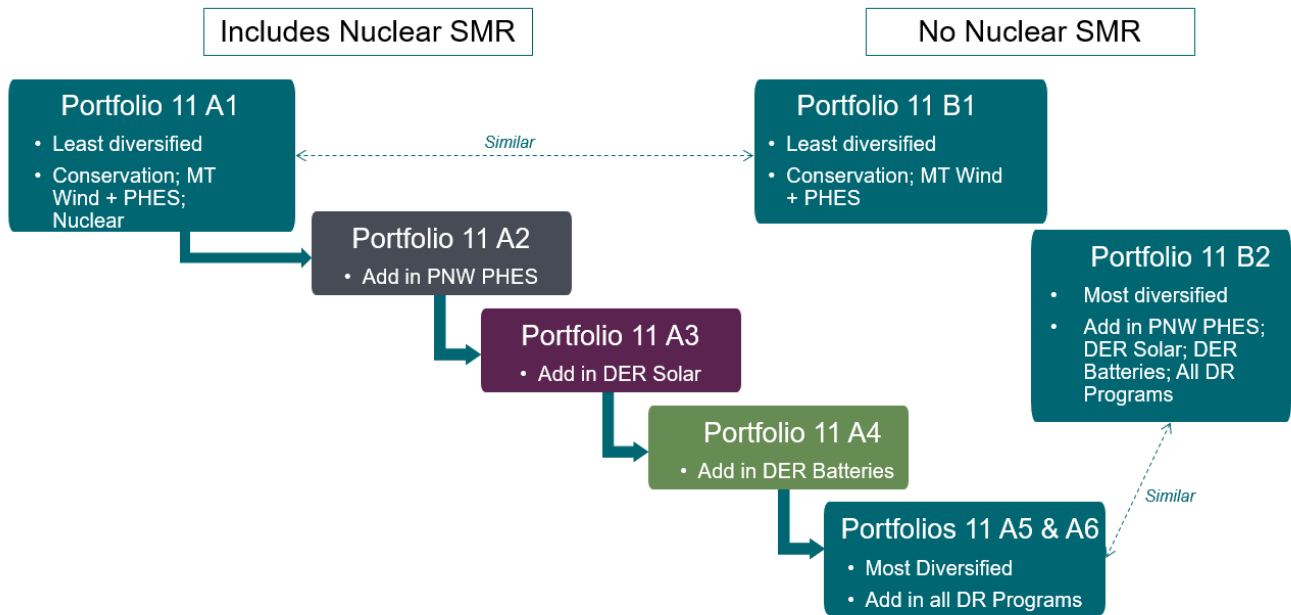 Includes Nuclear SMR
No Nuclear SMR
Portfolio 11 A1
• Least diversified
• Conservation; MT
Wind + PHES;
Nuclear
Similar
Portfolio 11 B1
• Least diversified
• Conservation; MT Wind
+ PHES
Portfolio 11 A2
• Add in PNW PHES
Portfolio 11 B2
• Most diversified
• Add in PNW PHES;
DER Solar; DER
Batteries; All DR
Programs
Portfolio 11 A3
• Add in DER Solar
Portfolio 11 A4
• Add in DER Batteries
Similar
Portfolios 11 A5 & A6
• Most Diversified
• Add in all DR Programs